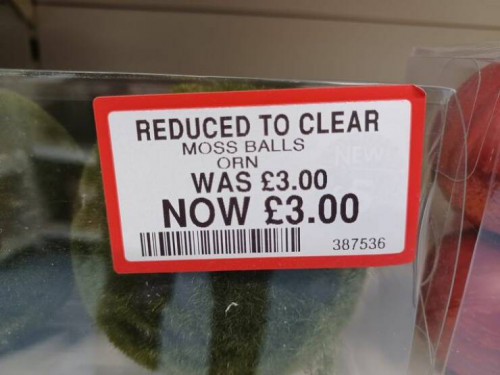 REDUCED TO CLEAR
MOSS BALLS
ORN
WAS £3.00
NOW £3.00
387536